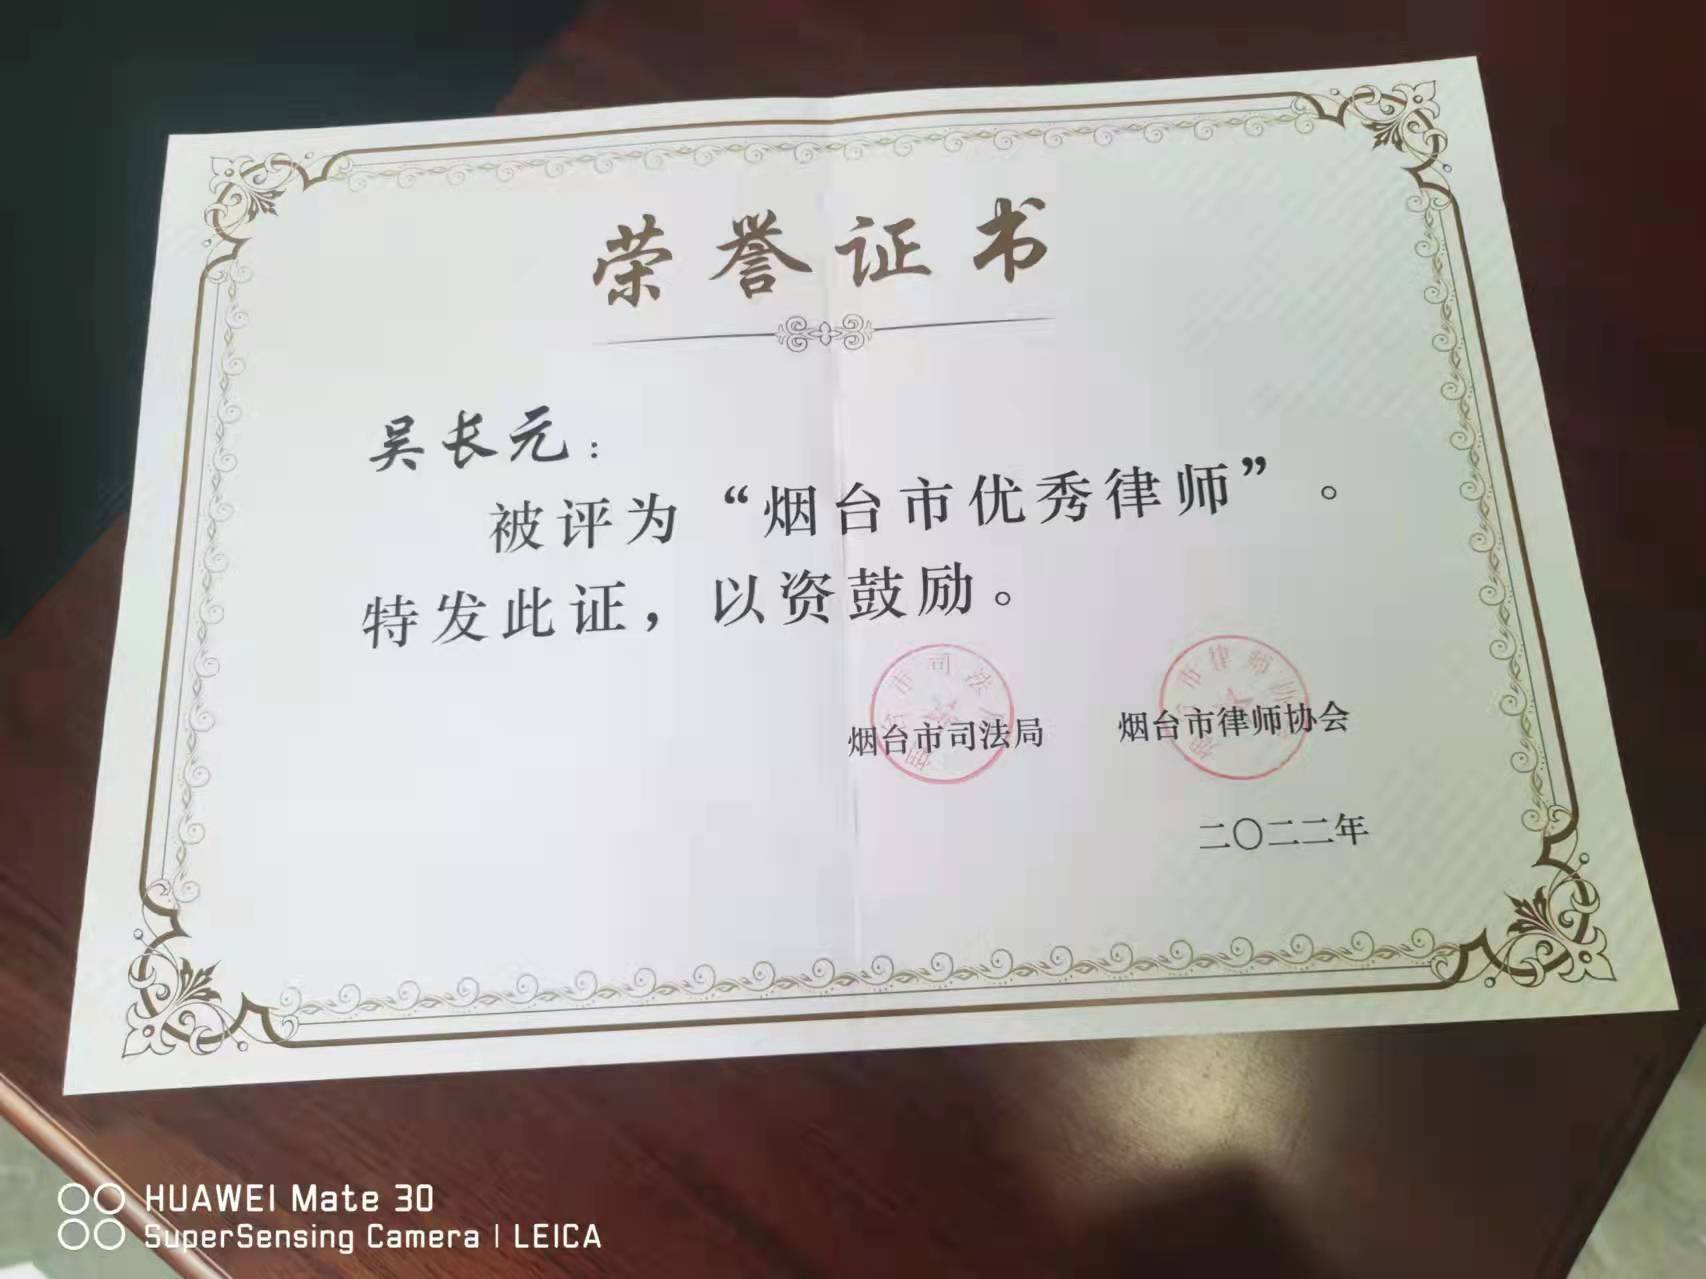 荣誉证书
吴长元：
被评为“烟台市优秀律师”。
特发此证，以资鼓励。
烟台市司法局 烟台市律师协会
二〇二二年
HUAWEI Mate 30
SuperSensing Camera | LEICA